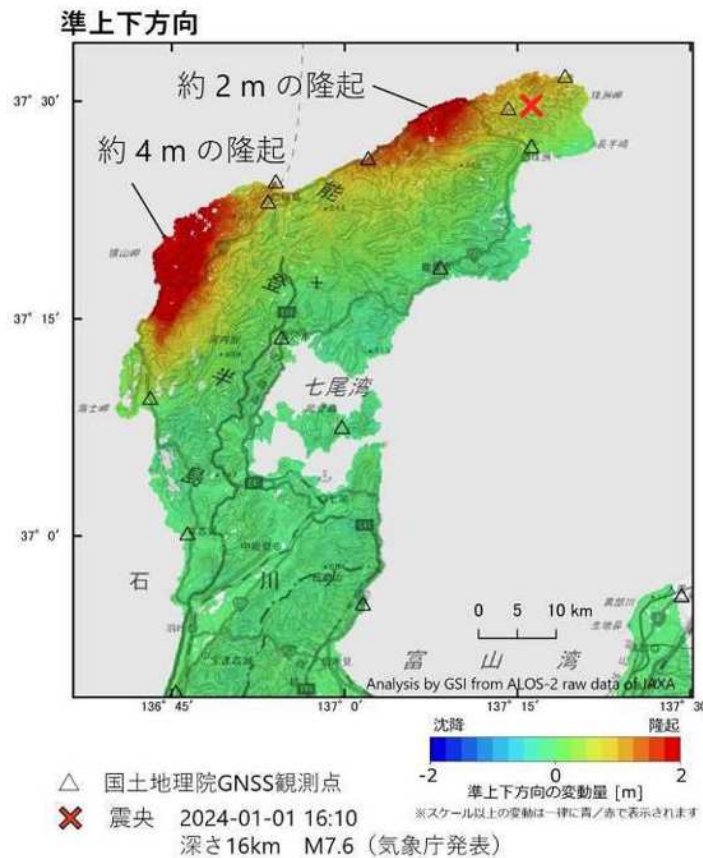 準上下方向
37° 30'
約 2 m の隆起
約 4 m の隆起
能
登
半
島
37° 15'
七尾湾
37° 0'
石
川
0 5 10 km
富 山 湾
Analysis by GSI from ALOS-2 raw data of JAXA
136° 45' 137° 0' 137° 15' 137° 30
沈降 隆起
-2 0 2
準上下方向の変動量 [m]
※スケール以上の変動は一律に青/赤で表示されます
△ 国土地理院GNSS観測点
震央 2024-01-01 16:10
深さ16km M7.6（気象庁発表）